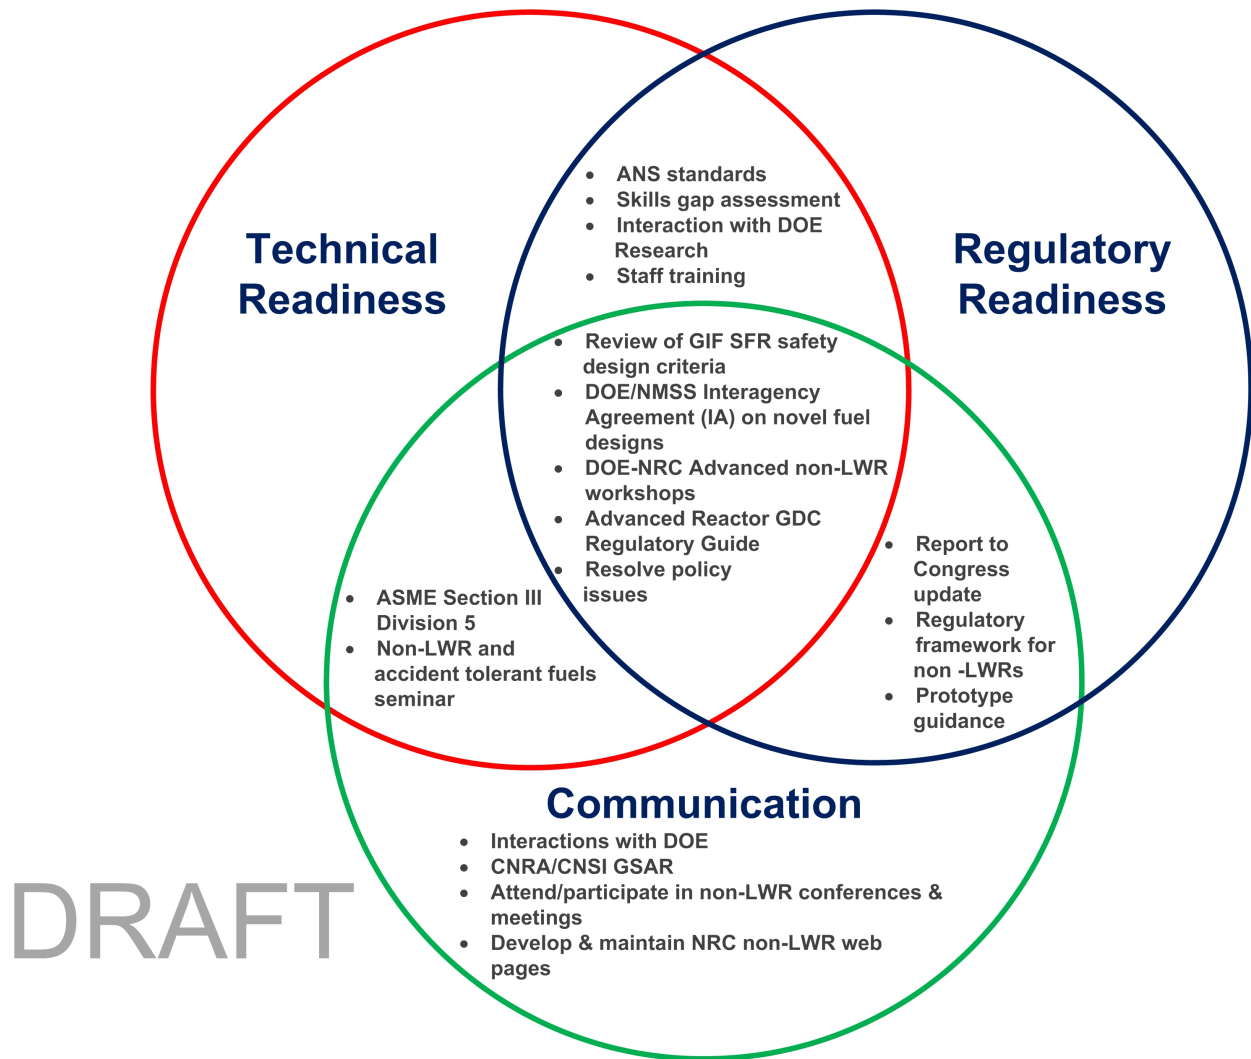 • ANS standards
• Skills gap assessment
• Interaction with DOE
Research
• Staff training
Technical
Readiness
Regulatory
Readiness
• Review of GIF SFR safety
design criteria
• DOE/NMSS Interagency
Agreement (IA) on novel fuel
designs
• DOE-NRC Advanced non-LWR
workshops
• Advanced Reactor GDC
Regulatory Guide
• Resolve policy
issues
• Report to
Congress
update
• Regulatory
framework for
non -LWRs
• Prototype
guidance
• ASME Section III
Division 5
• Non-LWR and
accident tolerant fuels
seminar
Communication
• Interactions with DOE
• CNRA/CNSI GSAR
• Attend/participate in non-LWR conferences &
meetings
• Develop & maintain NRC non-LWR web
pages
DRAFT